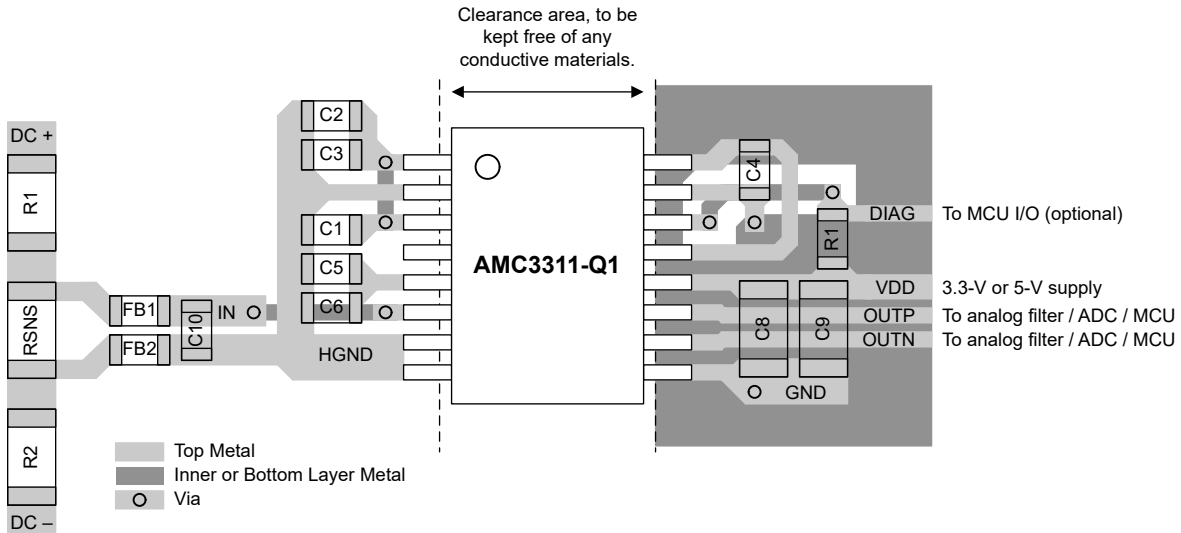 Clearance area, to be
kept free of any
conductive materials.
DC +
R1
RSNS
R2
DC –
FB1
FB2
C10
IN
C2
C3
C1
C5
C6
HGND
AMC3311-Q1
C4
R1
C8
C9
DIAG
VDD
OUTP
OUTN
GND
To MCU I/O (optional)
3.3-V or 5-V supply
To analog filter / ADC / MCU
To analog filter / ADC / MCU
Top Metal
Inner or Bottom Layer Metal
Via